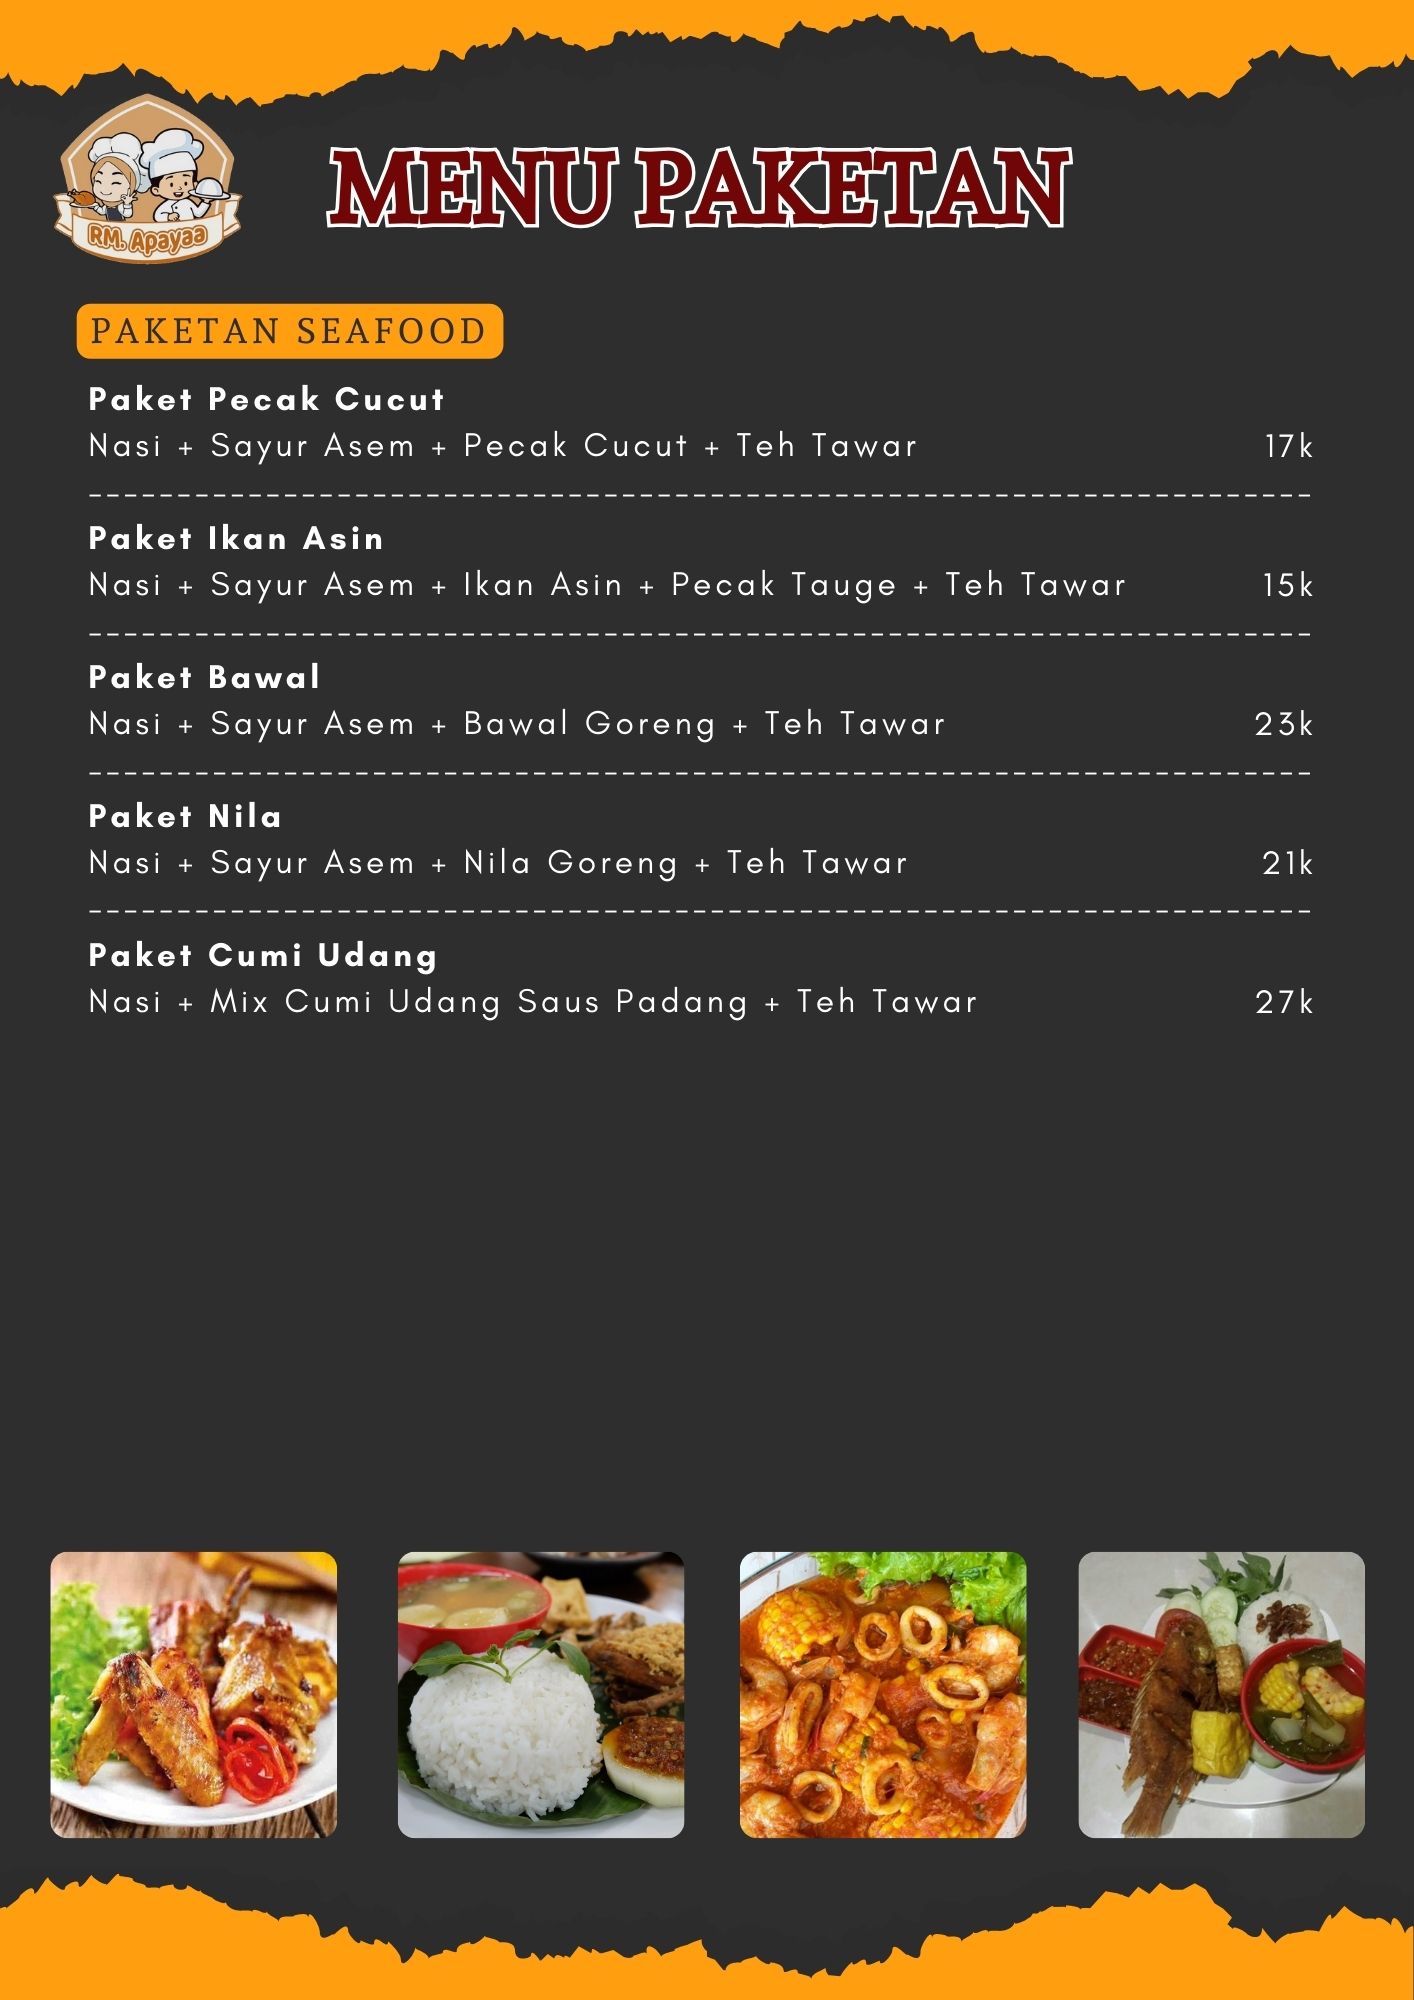 RM. Apayaa
MENU PAKETAN
PAKETAN SEAFOOD
Paket Pecak Cucut
Nasi + Sayur Asem + Pecak Cucut + Teh Tawar 17k
Paket Ikan Asin
Nasi + Sayur Asem + Ikan Asin + Pecak Tauge + Teh Tawar 15k
Paket Bawal
Nasi + Sayur Asem + Bawal Goreng + Teh Tawar 23k
Paket Nila
Nasi + Sayur Asem + Nila Goreng + Teh Tawar 21k
Paket Cumi Udang
Nasi + Mix Cumi Udang Saus Padang + Teh Tawar 27k